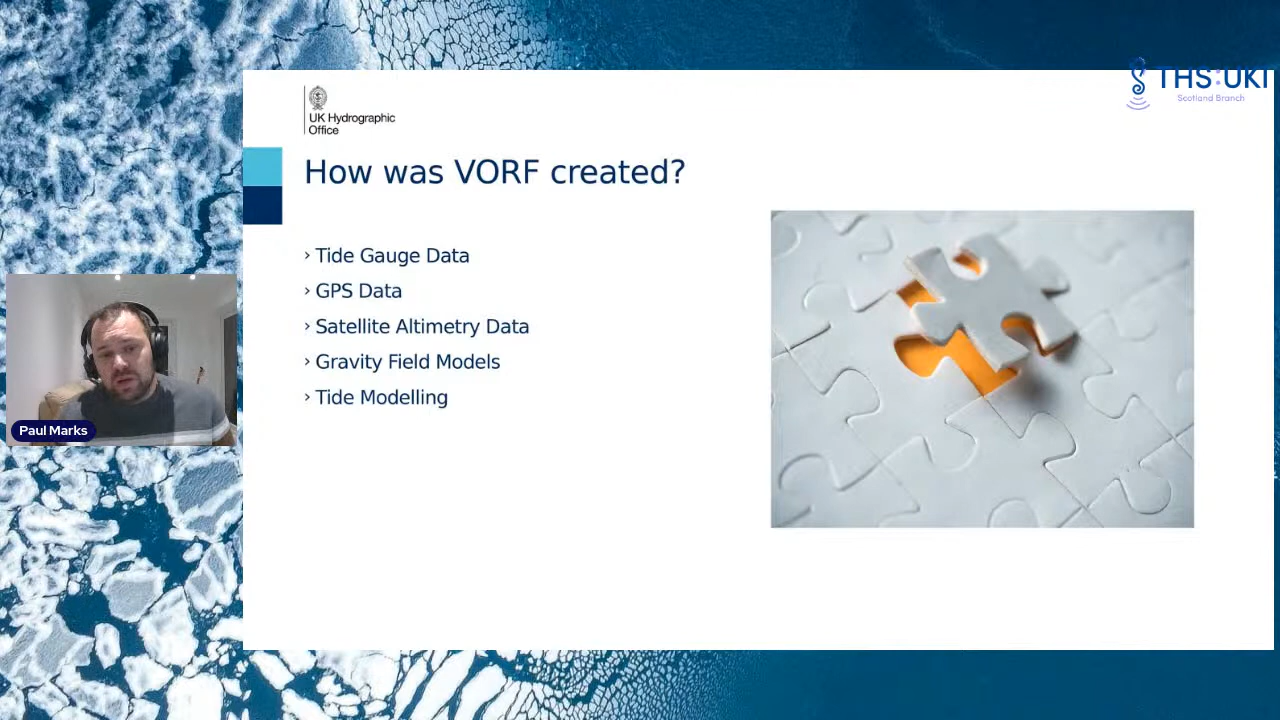 THS:UKI
Scotland Branch
UK Hydrographic
Office
How was VORF created?
› Tide Gauge Data
› GPS Data
› Satellite Altimetry Data
› Gravity Field Models
› Tide Modelling
Paul Marks